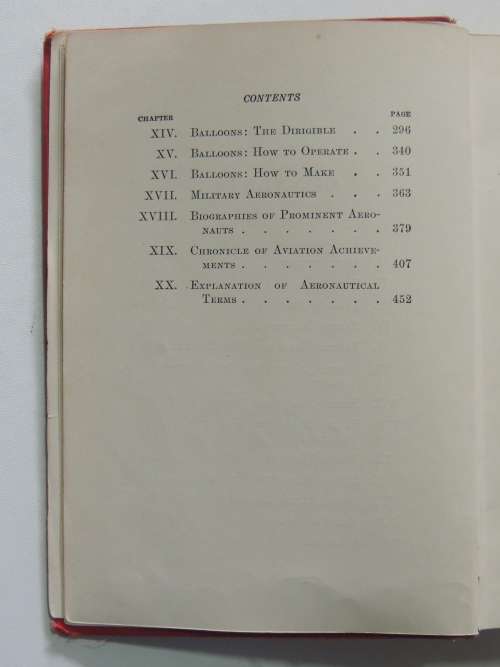 CONTENTS
CHAPTER PAGE
XIV. Balloons: The Dirigible . . 296
XV. Balloons: How to Operate . . 340
XVI. Balloons: How to Make . . 351
XVII. Military Aeronautics . . . 363
XVIII. Biographies of Prominent Aero-
nauts . . . . . . . 379
XIX. Chronicle of Aviation Achieve-
ments . . . . . . . 407
XX. Explanation of Aeronautical
Terms . . . . . . . 452